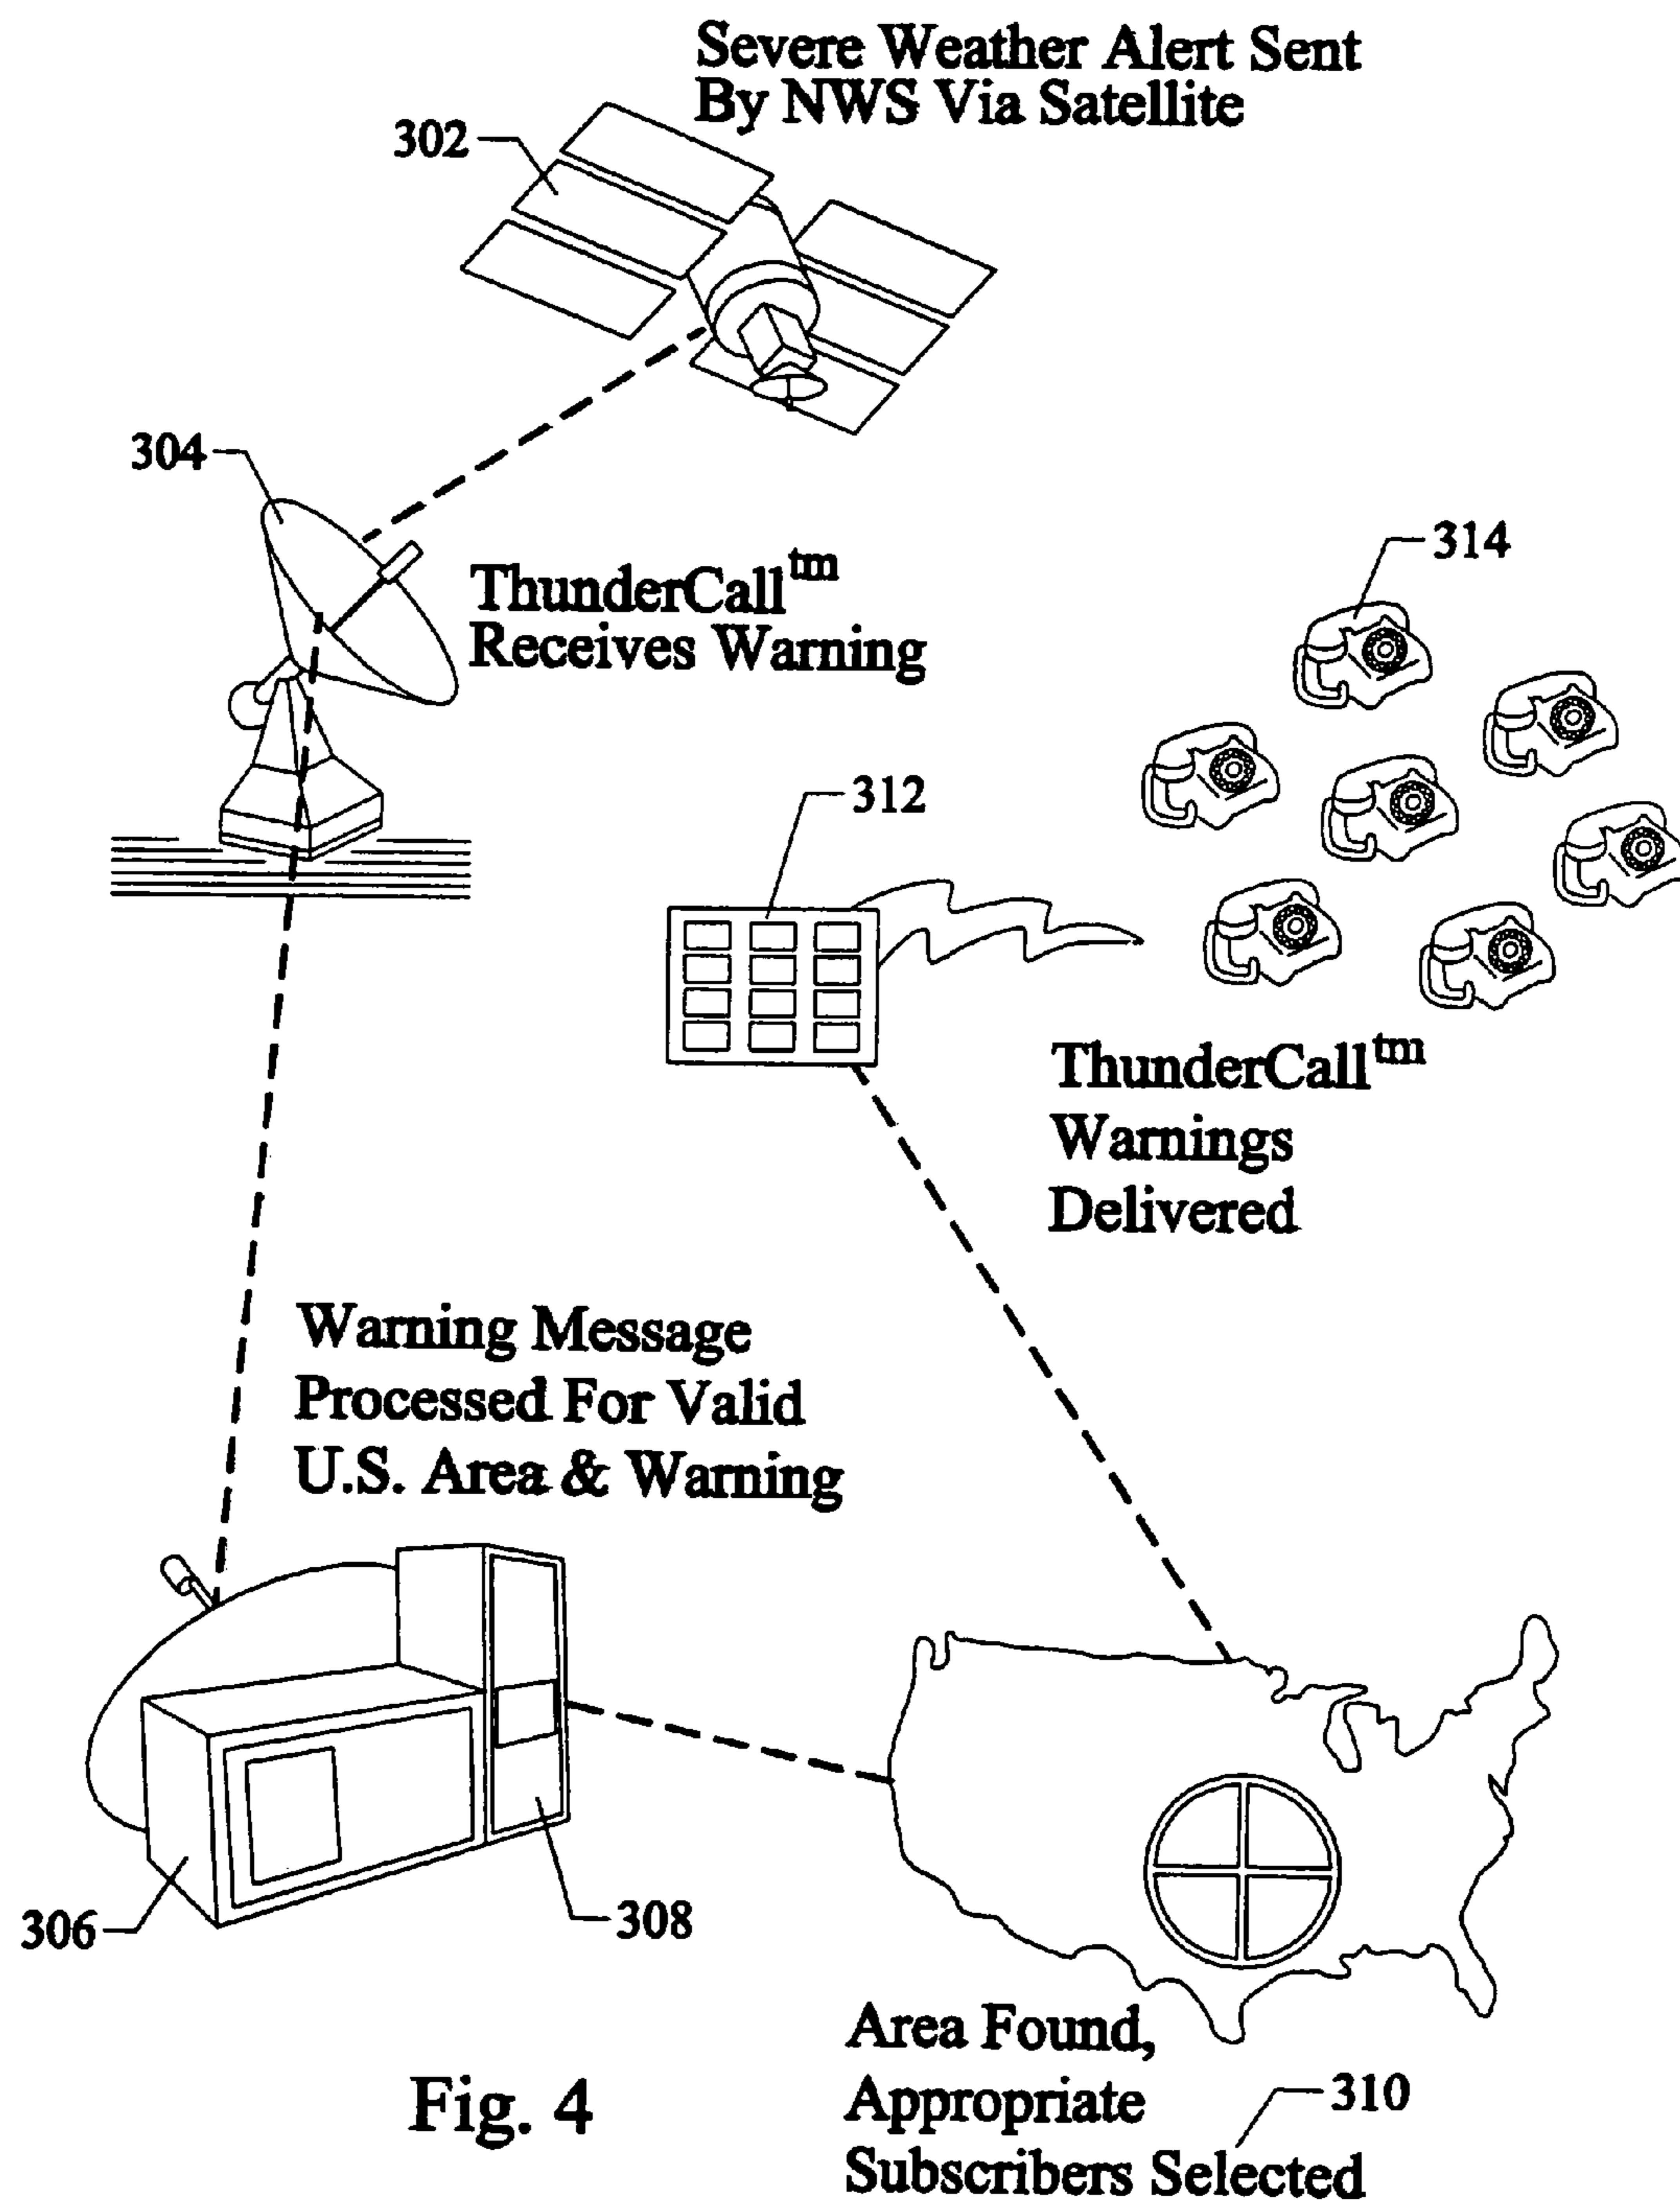 Severe Weather Alert Sent
By NWS Via Satellite
302
304
ThunderCall™
Receives Warning
314
312
ThunderCall™
Warnings
Delivered
Warning Message
Processed For Valid
U.S. Area & Warning
306
308
Area Found,
Appropriate
Subscribers Selected
310
Fig. 4